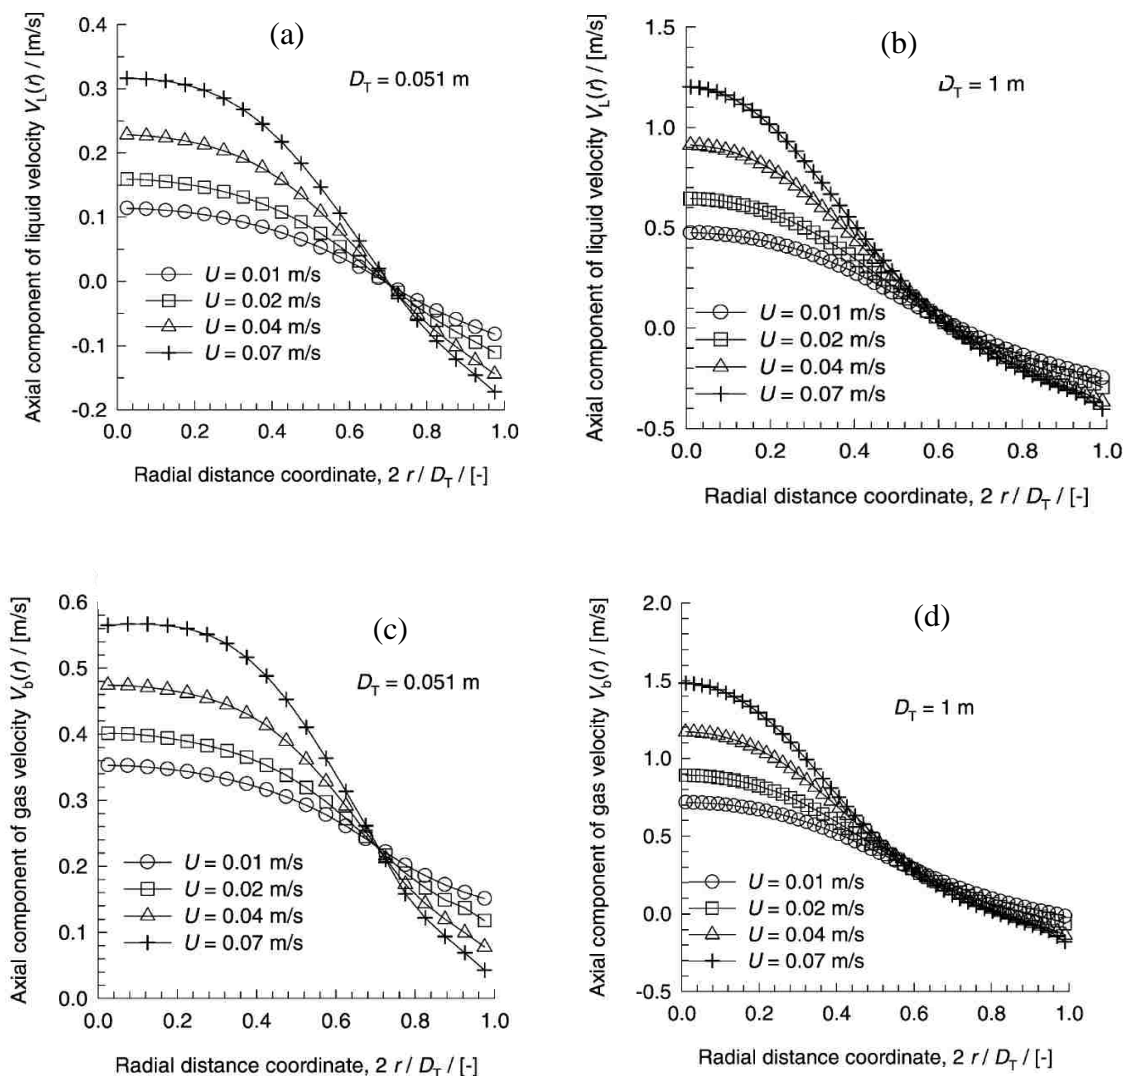 (a)
D_T = 0.051 m
Axial component of liquid velocity V_L(r) / [m/s]
0.4
0.3
0.2
0.1
0.0
-0.1
-0.2
U = 0.01 m/s
U = 0.02 m/s
U = 0.04 m/s
U = 0.07 m/s
0.0 0.2 0.4 0.6 0.8 1.0
Radial distance coordinate, 2 r / D_T / [-]
(b)
D_T = 1 m
Axial component of liquid velocity V_L(r) / [m/s]
1.5
1.0
0.5
0.0
-0.5
U = 0.01 m/s
U = 0.02 m/s
U = 0.04 m/s
U = 0.07 m/s
0.0 0.2 0.4 0.6 0.8 1.0
Radial distance coordinate, 2 r / D_T / [-]
(c)
D_T = 0.051 m
Axial component of gas velocity V_b(r) / [m/s]
0.6
0.5
0.4
0.3
0.2
0.1
0.0
U = 0.01 m/s
U = 0.02 m/s
U = 0.04 m/s
U = 0.07 m/s
0.0 0.2 0.4 0.6 0.8 1.0
Radial distance coordinate, 2 r / D_T / [-]
(d)
D_T = 1 m
Axial component of gas velocity V_b(r) / [m/s]
2.0
1.5
1.0
0.5
0.0
-0.5
U = 0.01 m/s
U = 0.02 m/s
U = 0.04 m/s
U = 0.07 m/s
0.0 0.2 0.4 0.6 0.8 1.0
Radial distance coordinate, 2 r / D_T / [-]